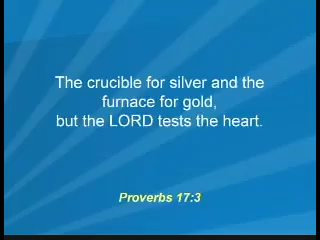 The crucible for silver and the
furnace for gold,
but the LORD tests the heart.
Proverbs 17:3